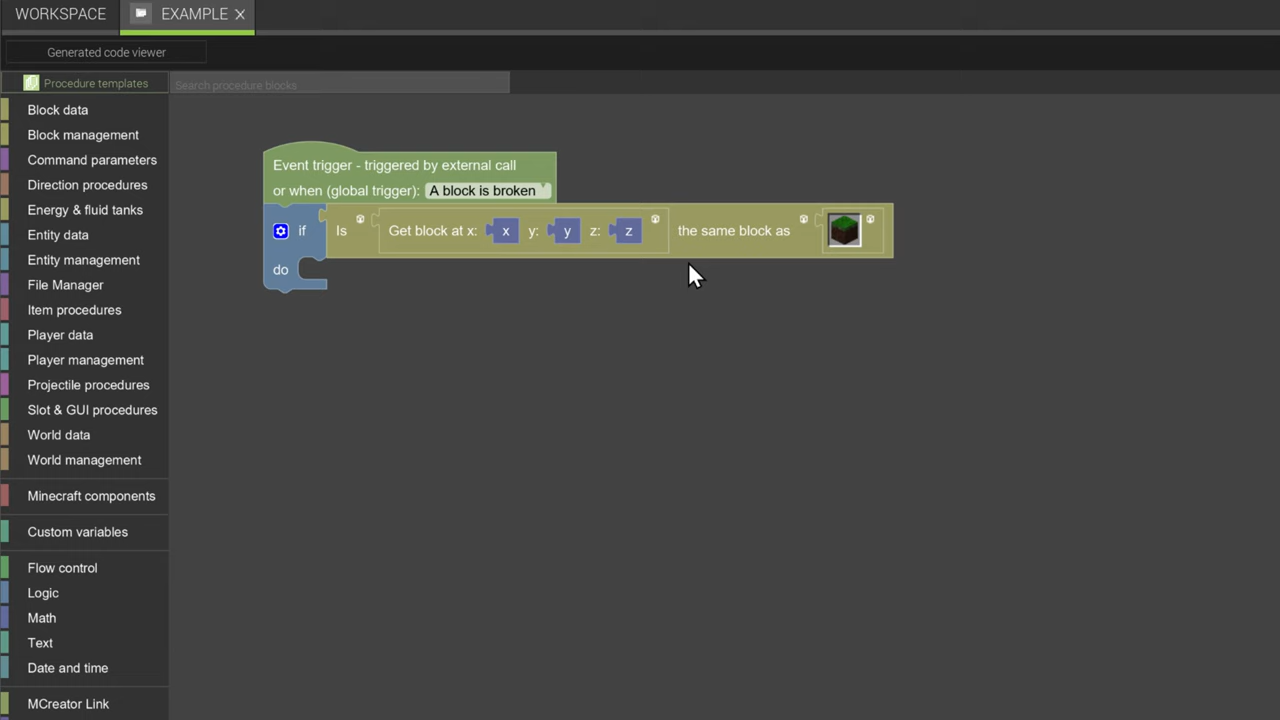 WORKSPACE
EXAMPLE
Generated code viewer
Procedure templates
Search procedure blocks
Block data
Block management
Command parameters
Direction procedures
Energy & fluid tanks
Entity data
Entity management
File Manager
Item procedures
Player data
Player management
Projectile procedures
Slot & GUI procedures
World data
World management
Minecraft components
Custom variables
Flow control
Logic
Math
Text
Date and time
MCreator Link
Event trigger - triggered by external call
or when (global trigger): A block is broken
if Is Get block at x: x y: y z: z the same block as
do